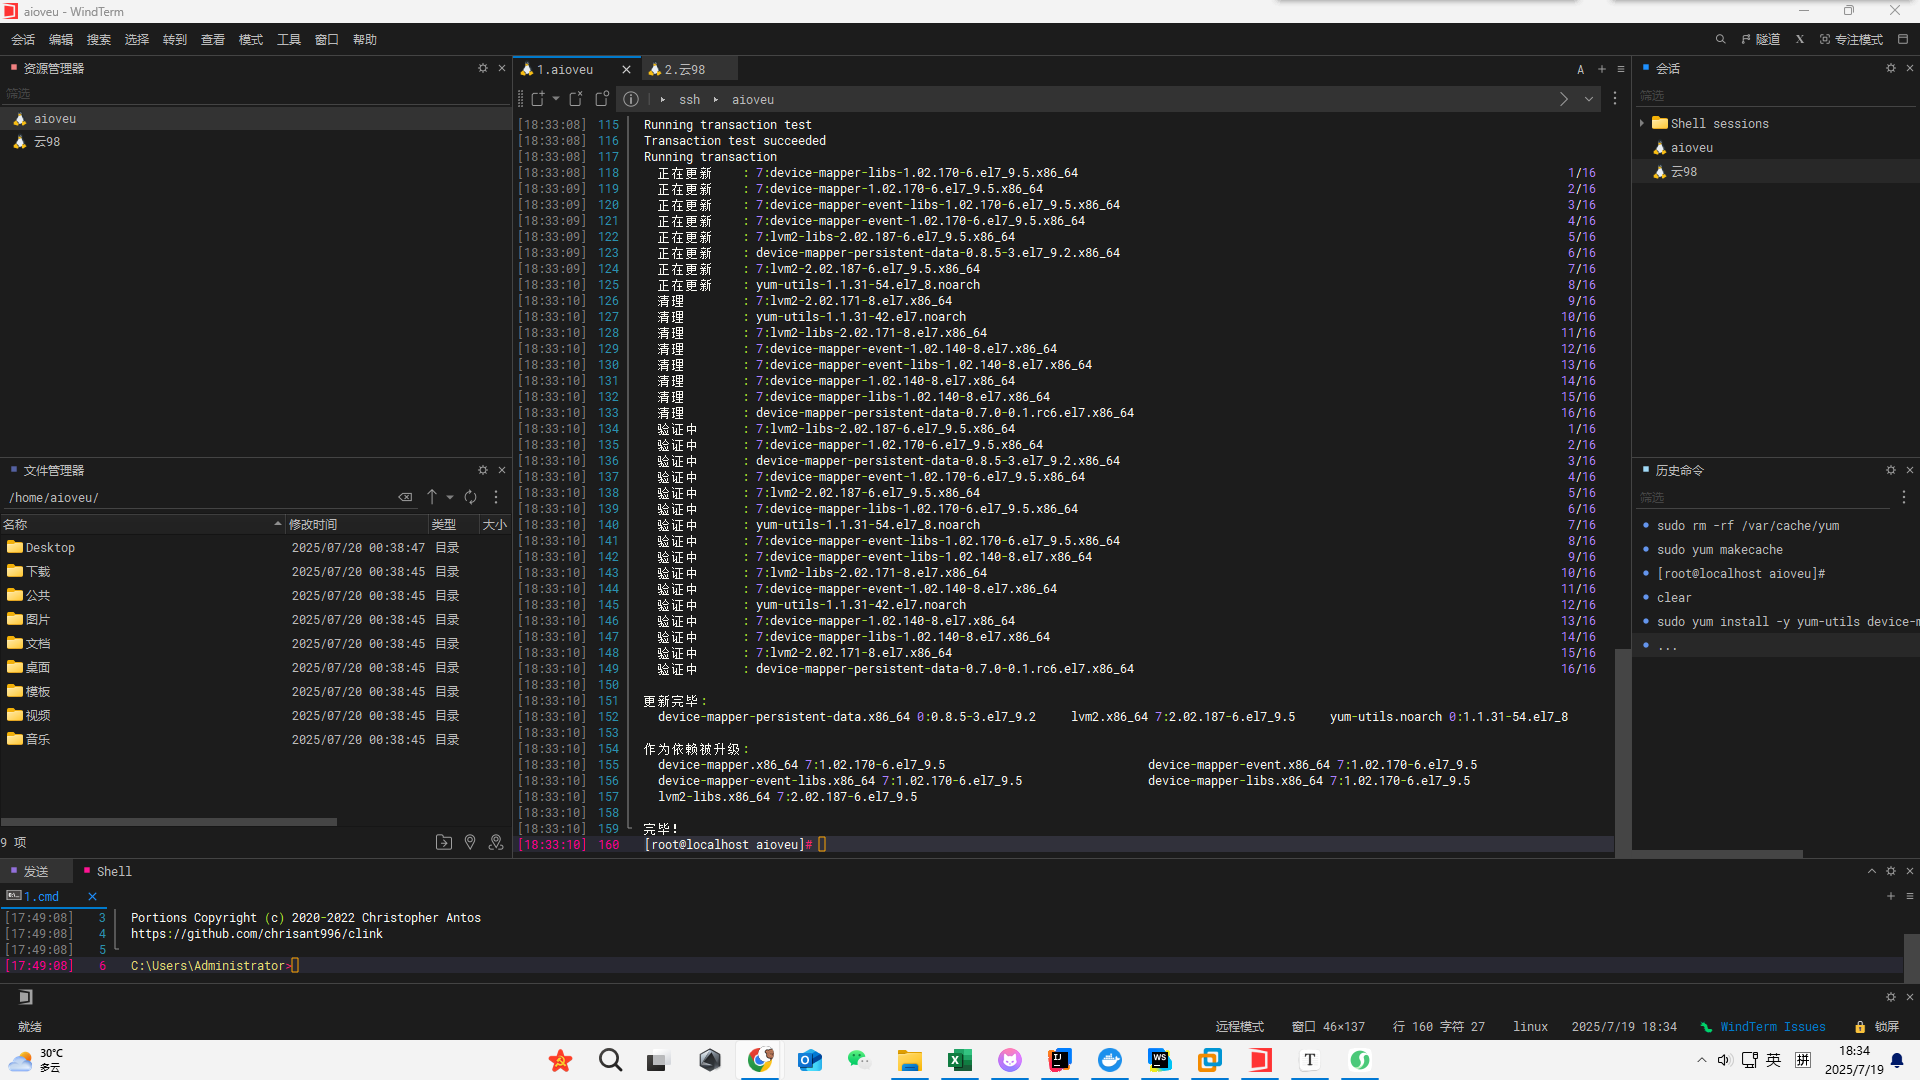 aioveu - WindTerm
会话 编辑 搜索 选择 转到 查看 模式 工具 窗口 帮助
隧道 X 专注模式
资源管理器
筛选
aioveu
云98
1.aioveu
2.云98
A
ssh aioveu
[18:33:08] 115 Running transaction test
[18:33:08] 116 Transaction test succeeded
[18:33:08] 117 Running transaction
[18:33:08] 118 正在更新 : 7:device-mapper-libs-1.02.170-6.el7_9.5.x86_64 1/16
[18:33:09] 119 正在更新 : 7:device-mapper-1.02.170-6.el7_9.5.x86_64 2/16
[18:33:09] 120 正在更新 : 7:device-mapper-event-libs-1.02.170-6.el7_9.5.x86_64 3/16
[18:33:09] 121 正在更新 : 7:device-mapper-event-1.02.170-6.el7_9.5.x86_64 4/16
[18:33:09] 122 正在更新 : 7:lvm2-libs-2.02.187-6.el7_9.5.x86_64 5/16
[18:33:09] 123 正在更新 : device-mapper-persistent-data-0.8.5-3.el7_9.2.x86_64 6/16
[18:33:09] 124 正在更新 : 7:lvm2-2.02.187-6.el7_9.5.x86_64 7/16
[18:33:10] 125 正在更新 : yum-utils-1.1.31-54.el7_8.noarch 8/16
[18:33:10] 126 清理 : 7:lvm2-2.02.171-8.el7.x86_64 9/16
[18:33:10] 127 清理 : yum-utils-1.1.31-42.el7.noarch 10/16
[18:33:10] 128 清理 : 7:lvm2-libs-2.02.171-8.el7.x86_64 11/16
[18:33:10] 129 清理 : 7:device-mapper-event-1.02.140-8.el7.x86_64 12/16
[18:33:10] 130 清理 : 7:device-mapper-event-libs-1.02.140-8.el7.x86_64 13/16
[18:33:10] 131 清理 : 7:device-mapper-1.02.140-8.el7.x86_64 14/16
[18:33:10] 132 清理 : 7:device-mapper-libs-1.02.140-8.el7.x86_64 15/16
[18:33:10] 133 清理 : device-mapper-persistent-data-0.7.0-0.1.rc6.el7.x86_64 16/16
[18:33:10] 134 验证中 : 7:lvm2-libs-2.02.187-6.el7_9.5.x86_64 1/16
[18:33:10] 135 验证中 : 7:device-mapper-1.02.170-6.el7_9.5.x86_64 2/16
[18:33:10] 136 验证中 : device-mapper-persistent-data-0.8.5-3.el7_9.2.x86_64 3/16
[18:33:10] 137 验证中 : 7:device-mapper-event-1.02.170-6.el7_9.5.x86_64 4/16
[18:33:10] 138 验证中 : 7:lvm2-2.02.187-6.el7_9.5.x86_64 5/16
[18:33:10] 139 验证中 : 7:device-mapper-libs-1.02.170-6.el7_9.5.x86_64 6/16
[18:33:10] 140 验证中 : yum-utils-1.1.31-54.el7_8.noarch 7/16
[18:33:10] 141 验证中 : 7:device-mapper-event-libs-1.02.170-6.el7_9.5.x86_64 8/16
[18:33:10] 142 验证中 : 7:device-mapper-event-libs-1.02.140-8.el7.x86_64 9/16
[18:33:10] 143 验证中 : 7:lvm2-libs-2.02.171-8.el7.x86_64 10/16
[18:33:10] 144 验证中 : 7:device-mapper-event-1.02.140-8.el7.x86_64 11/16
[18:33:10] 145 验证中 : yum-utils-1.1.31-42.el7.noarch 12/16
[18:33:10] 146 验证中 : 7:device-mapper-1.02.140-8.el7.x86_64 13/16
[18:33:10] 147 验证中 : 7:device-mapper-libs-1.02.140-8.el7.x86_64 14/16
[18:33:10] 148 验证中 : 7:lvm2-2.02.171-8.el7.x86_64 15/16
[18:33:10] 149 验证中 : device-mapper-persistent-data-0.7.0-0.1.rc6.el7.x86_64 16/16
[18:33:10] 150
[18:33:10] 151 更新完毕:
[18:33:10] 152 device-mapper-persistent-data.x86_64 0:0.8.5-3.el7_9.2 lvm2.x86_64 7:2.02.187-6.el7_9.5 yum-utils.noarch 0:1.1.31-54.el7_8
[18:33:10] 153
[18:33:10] 154 作为依赖被升级:
[18:33:10] 155 device-mapper.x86_64 7:1.02.170-6.el7_9.5 device-mapper-event.x86_64 7:1.02.170-6.el7_9.5
[18:33:10] 156 device-mapper-event-libs.x86_64 7:1.02.170-6.el7_9.5 device-mapper-libs.x86_64 7:1.02.170-6.el7_9.5
[18:33:10] 157 lvm2-libs.x86_64 7:2.02.187-6.el7_9.5
[18:33:10] 158
[18:33:10] 159 完毕!
[18:33:10] 160 [root@localhost aioveu]#
会话
筛选
Shell sessions
aioveu
云98
文件管理器
/home/aioveu/
名称 修改时间 类型 大小
Desktop 2025/07/20 00:38:47 目录
下载 2025/07/20 00:38:45 目录
公共 2025/07/20 00:38:45 目录
图片 2025/07/20 00:38:45 目录
文档 2025/07/20 00:38:45 目录
桌面 2025/07/20 00:38:45 目录
模板 2025/07/20 00:38:45 目录
视频 2025/07/20 00:38:45 目录
音乐 2025/07/20 00:38:45 目录
9 项
历史命令
筛选
sudo rm -rf /var/cache/yum
sudo yum makecache
[root@localhost aioveu]#
clear
sudo yum install -y yum-utils device-m
...
发送 Shell
1.cmd
[17:49:08] 3 Portions Copyright (c) 2020-2022 Christopher Antos
[17:49:08] 4 https://github.com/chrisant996/clink
[17:49:08] 5
[17:49:08] 6 C:\Users\Administrator>
就绪 远程模式 窗口 46×137 行 160 字符 27 linux 2025/7/19 18:34 WindTerm Issues 锁屏
30°C
多云
英 拼
18:34
2025/7/19